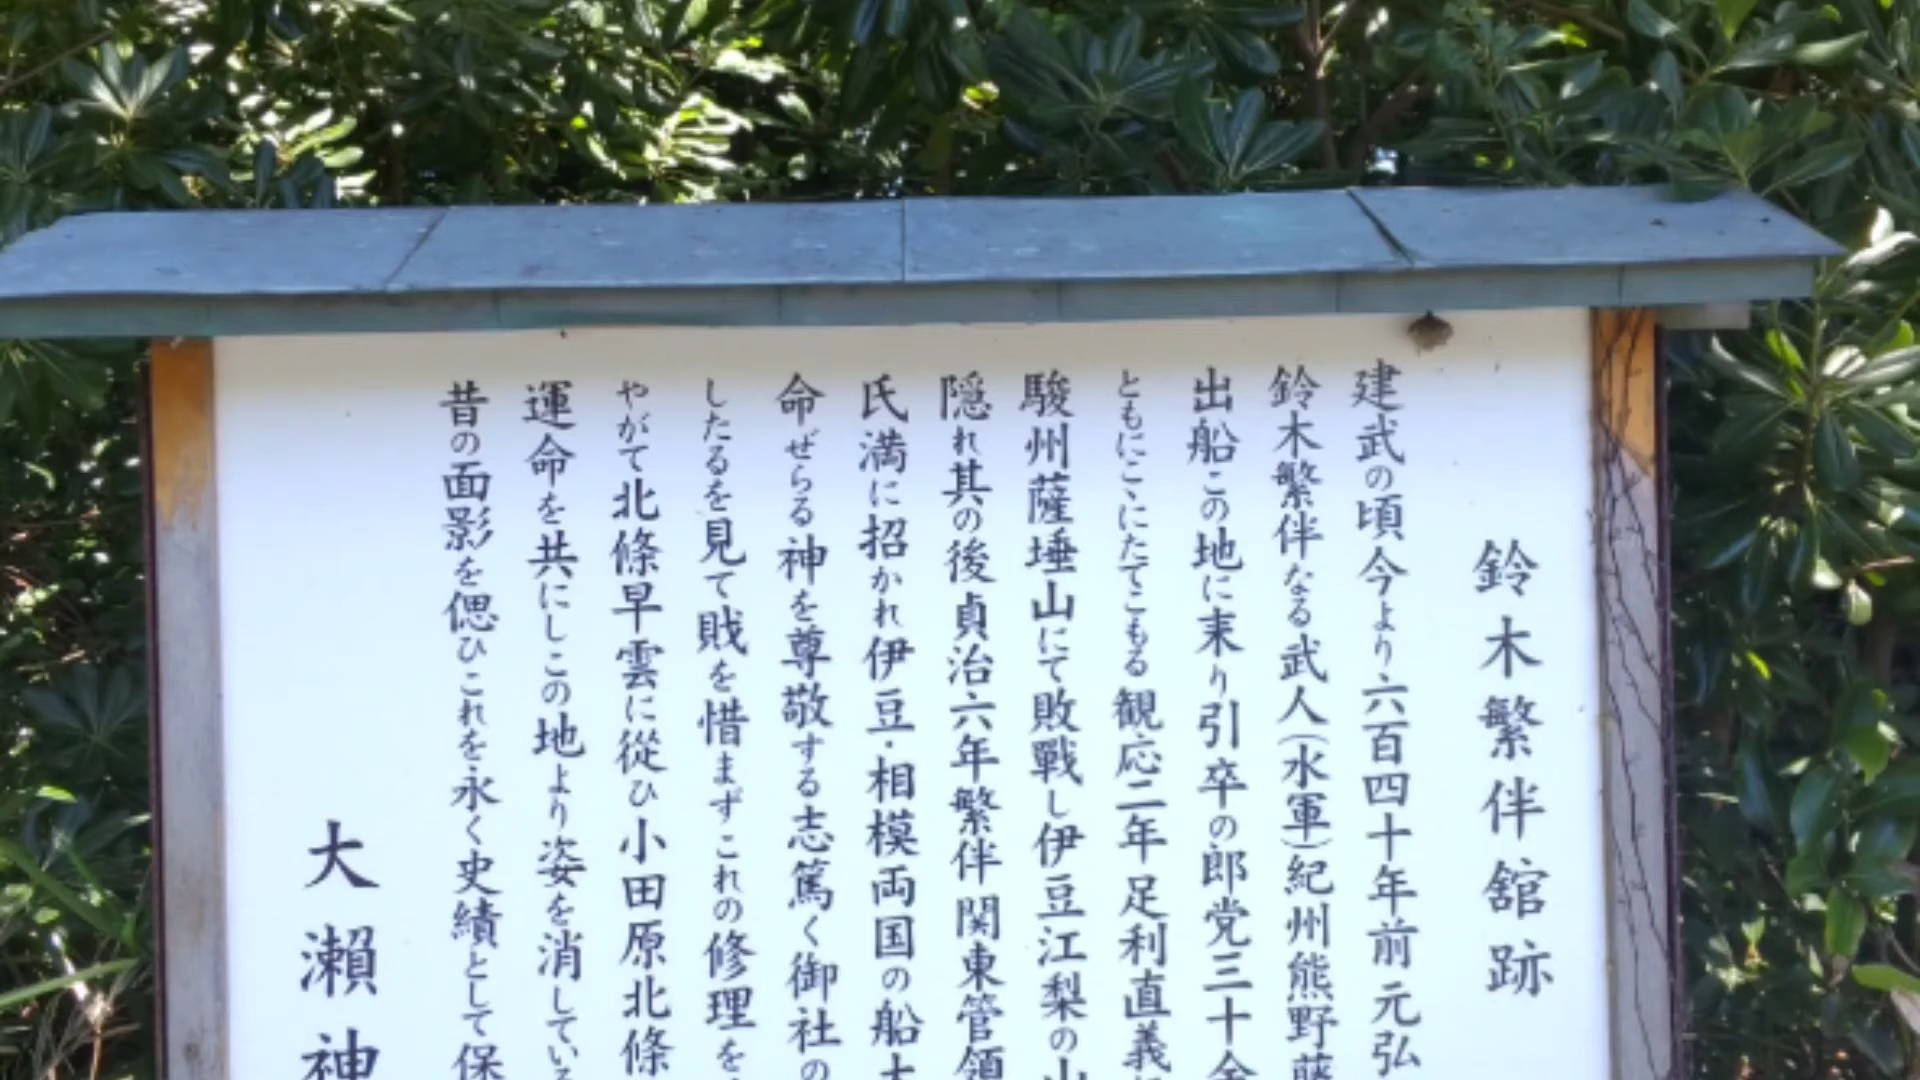 鈴木繁伴舘跡
建武の頃今より六百四十年前元弘
鈴木繁伴なる武人(水軍)紀州熊野藤
出船この地に来り引卒の郎党三十余
ともにこゝにたてこもる観応二年足利直義
駿州薩埵山にて敗戰し伊豆江梨の山
隠れ其の後貞治六年繁伴関東管領
氏満に招かれ伊豆・相模両国の船大
命ぜらる神を尊敬する志篤く御社の
したるを見て戝を惜まずこれの修理を
やがて北條早雲に從ひ小田原北條
運命を共にしこの地より姿を消している
昔の面影を偲ひこれを永く史績として保
大瀬神